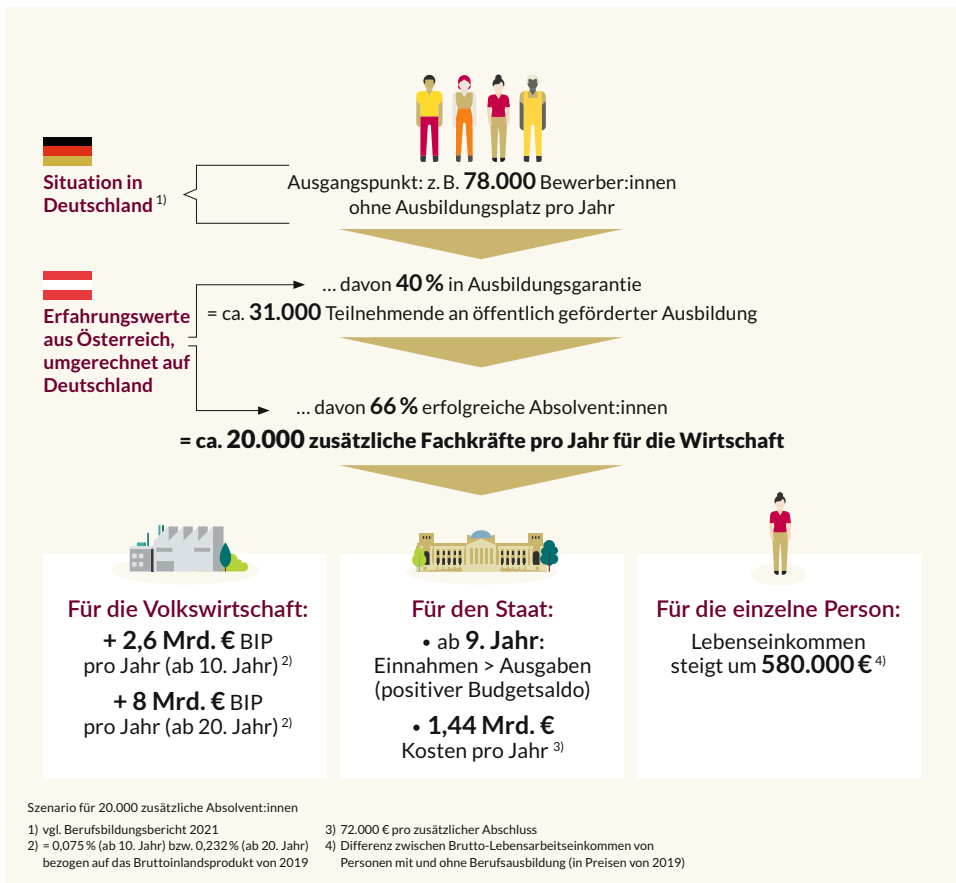 Situation in
Deutschland 1)
Ausgangspunkt: z. B. 78.000 Bewerber:innen
ohne Ausbildungsplatz pro Jahr
Erfahrungswerte
aus Österreich,
umgerechnet auf
Deutschland
... davon 40 % in Ausbildungsgarantie
= ca. 31.000 Teilnehmende an öffentlich geförderter Ausbildung
... davon 66 % erfolgreiche Absolvent:innen
= ca. 20.000 zusätzliche Fachkräfte pro Jahr für die Wirtschaft
Für die Volkswirtschaft:
+ 2,6 Mrd. € BIP
pro Jahr (ab 10. Jahr) 2)
+ 8 Mrd. € BIP
pro Jahr (ab 20. Jahr) 2)
Für den Staat:
• ab 9. Jahr:
Einnahmen > Ausgaben
(positiver Budgetsaldo)
• 1,44 Mrd. €
Kosten pro Jahr 3)
Für die einzelne Person:
Lebenseinkommen
steigt um 580.000 € 4)
Szenario für 20.000 zusätzliche Absolvent:innen
1) vgl. Berufsbildungsbericht 2021
2) = 0,075 % (ab 10. Jahr) bzw. 0,232 % (ab 20. Jahr)
bezogen auf das Bruttoinlandsprodukt von 2019
3) 72.000 € pro zusätzlicher Abschluss
4) Differenz zwischen Brutto-Lebensarbeitseinkommen von
Personen mit und ohne Berufsausbildung (in Preisen von 2019)